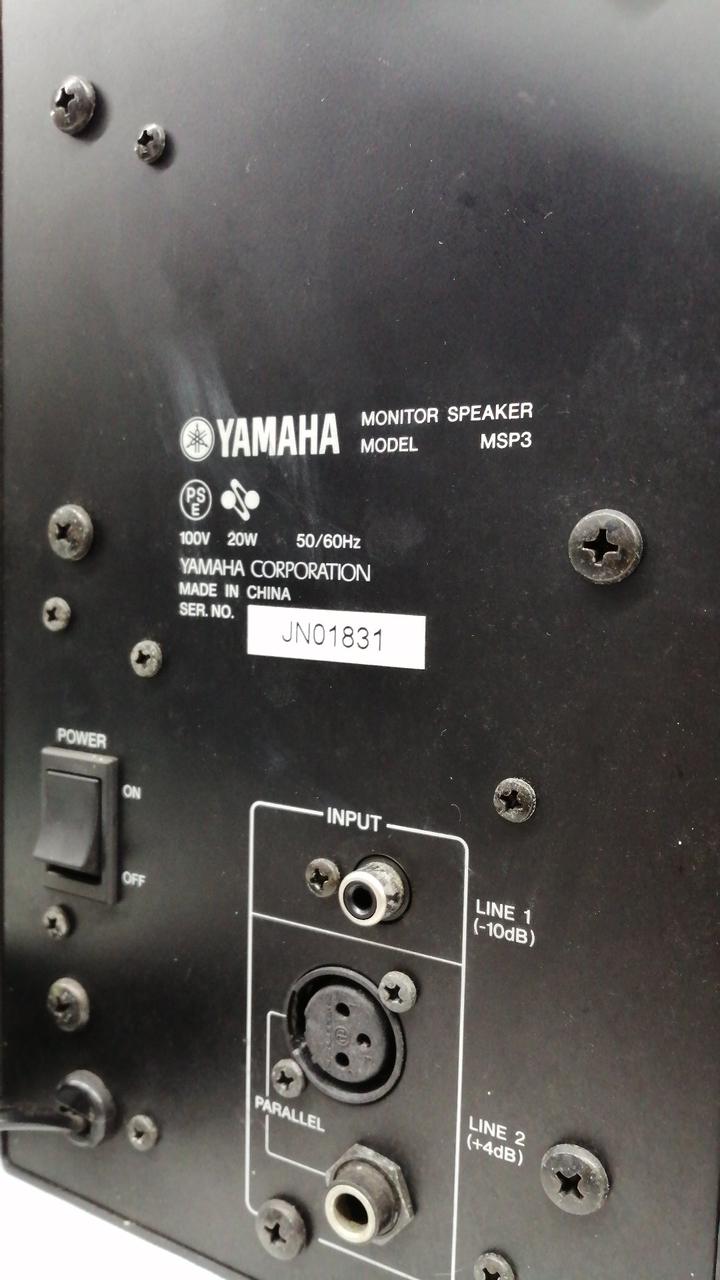 YAMAHA
MONITOR SPEAKER
MODEL MSP3
PS
E
100V 20W 50/60Hz
YAMAHA CORPORATION
MADE IN CHINA
SER. NO. JN01831
POWER
ON
OFF
INPUT
LINE 1
(-10dB)
PARALLEL
LINE 2
(+4dB)